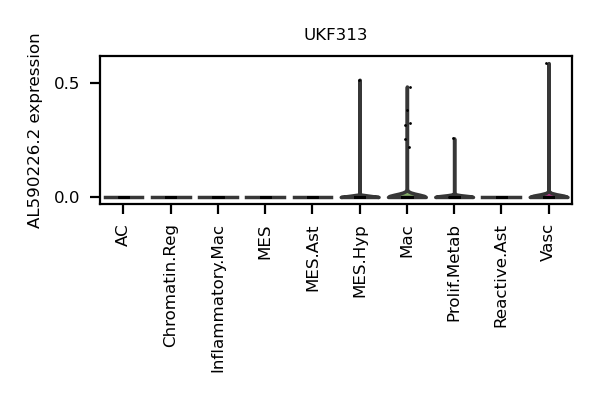 UKF313
AL590226.2 expression
0.5
0.0
AC
Chromatin.Reg
Inflammatory.Mac
MES
MES.Ast
MES.Hyp
Mac
Prolif.Metab
Reactive.Ast
Vasc